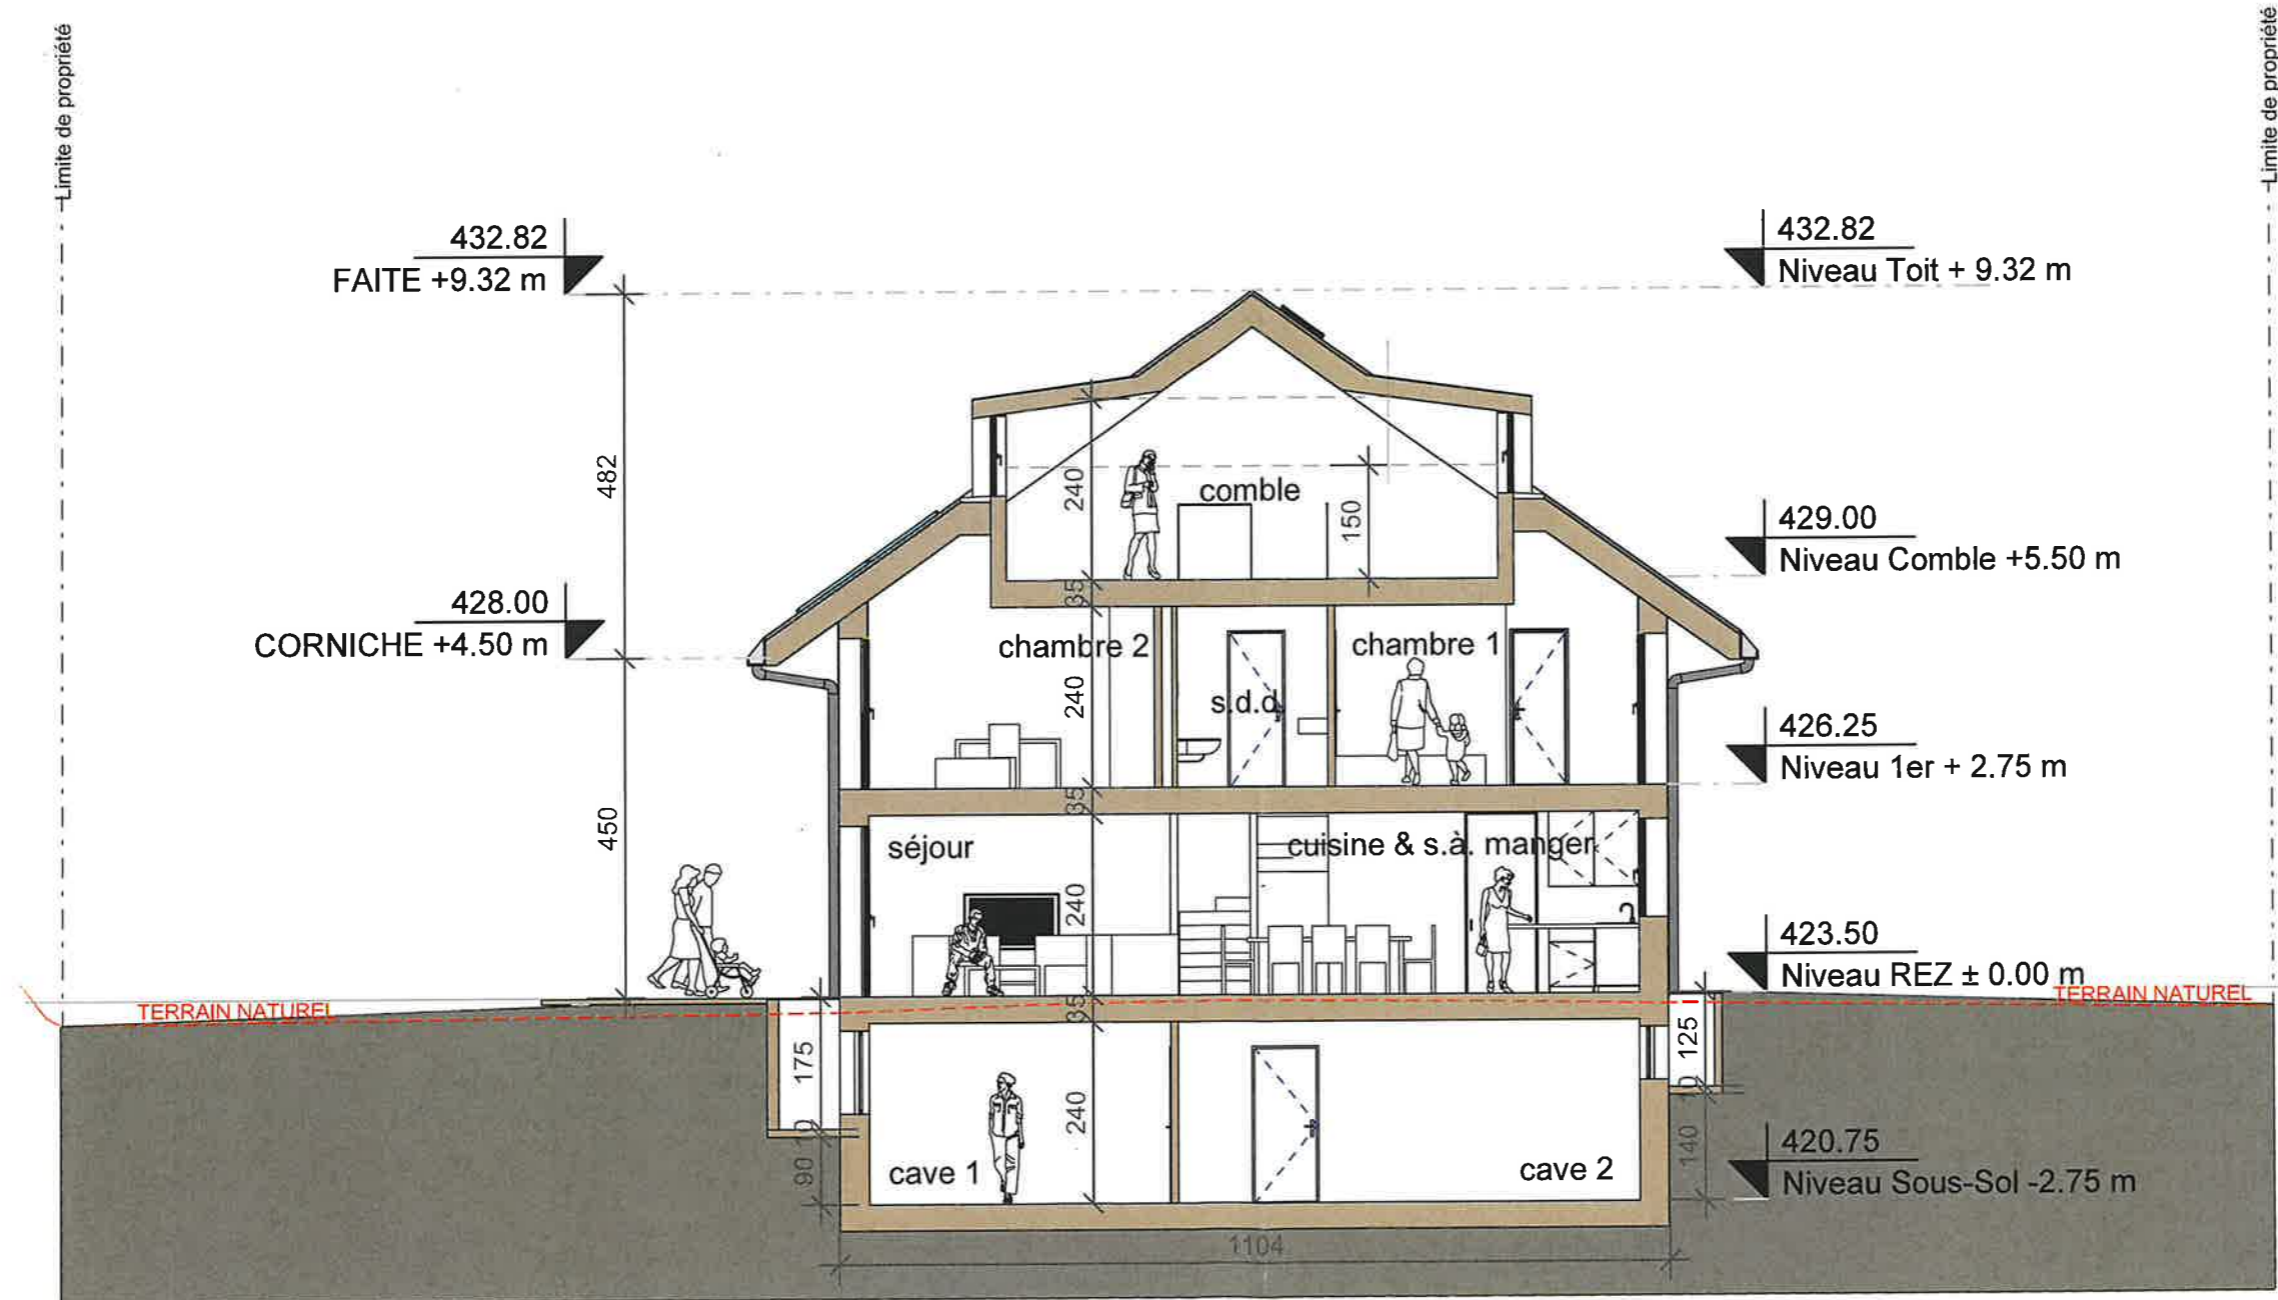 Limite de propriété
Limite de propriété
432.82
FAITE +9.32 m
432.82
Niveau Toit + 9.32 m
482
240
comble
150
429.00
Niveau Comble +5.50 m
35
428.00
CORNICHE +4.50 m
chambre 2
chambre 1
240
s.d.d
426.25
Niveau 1er + 2.75 m
35
450
séjour
cuisine & s.à. manger
240
423.50
Niveau REZ ± 0.00 m
TERRAIN NATUREL
TERRAIN NATUREL
35
175
125
10
10
240
90
140
cave 1
cave 2
420.75
Niveau Sous-Sol -2.75 m
1104